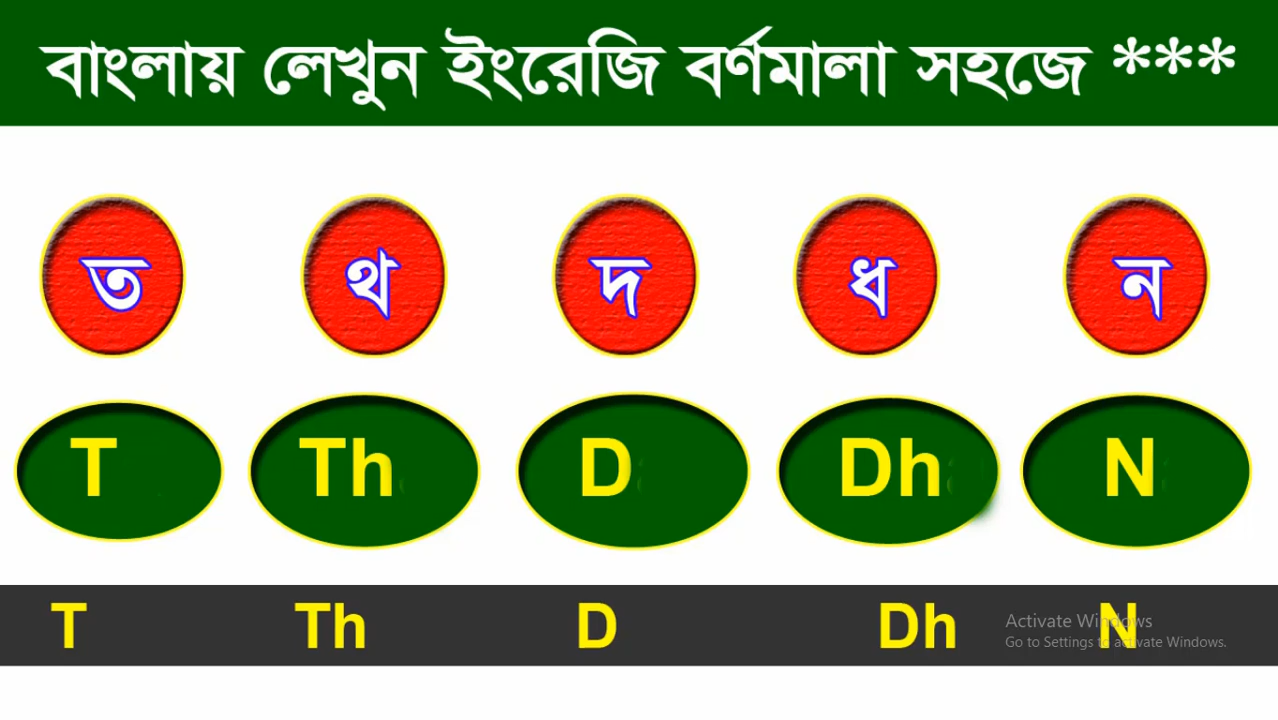 বাংলায় লেখুন ইংরেজি বর্ণমালা সহজে ***
ত থ দ ধ ন
T Th D Dh N
T Th D Dh N
Activate Windows
Go to Settings to activate Windows.